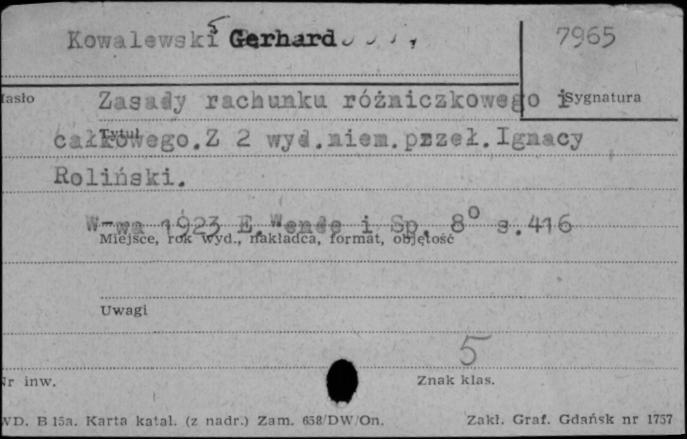 Kowalewski Gerhard
7965
Hasło
Sygnatura
Zasady rachunku różniczkowego i
Tytuł
całkowego. Z 2 wyd.niem.przeł.Ignacy
Roliński.
W-wa 1923 E.Wende i Sp. 8° s.416
Miejsce, rok wyd., nakładca, format, objętość
Uwagi
5
Nr inw.
Znak klas.
WD. B 15a. Karta katal. (z nadr.) Zam. 658/DW/On.
Zakł. Graf. Gdańsk nr 1757